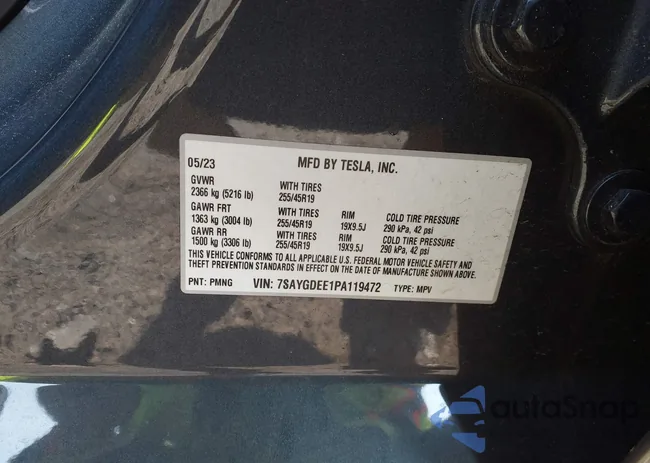 05/23 MFD BY TESLA, INC.
GVWR
2366 kg (5216 lb) WITH TIRES 255/45R19
GAWR FRT
1363 kg (3004 lb) WITH TIRES 255/45R19 RIM 19X9.5J COLD TIRE PRESSURE 290 kPa, 42 psi
GAWR RR
1500 kg (3306 lb) WITH TIRES 255/45R19 RIM 19X9.5J COLD TIRE PRESSURE 290 kPa, 42 psi
THIS VEHICLE CONFORMS TO ALL APPLICABLE U.S. FEDERAL MOTOR VEHICLE SAFETY AND
THEFT PREVENTION STANDARDS IN EFFECT ON THE DATE OF MANUFACTURE SHOWN ABOVE.
PNT: PMNG VIN: 7SAYGDEE1PA119472 TYPE: MPV
autoSnap